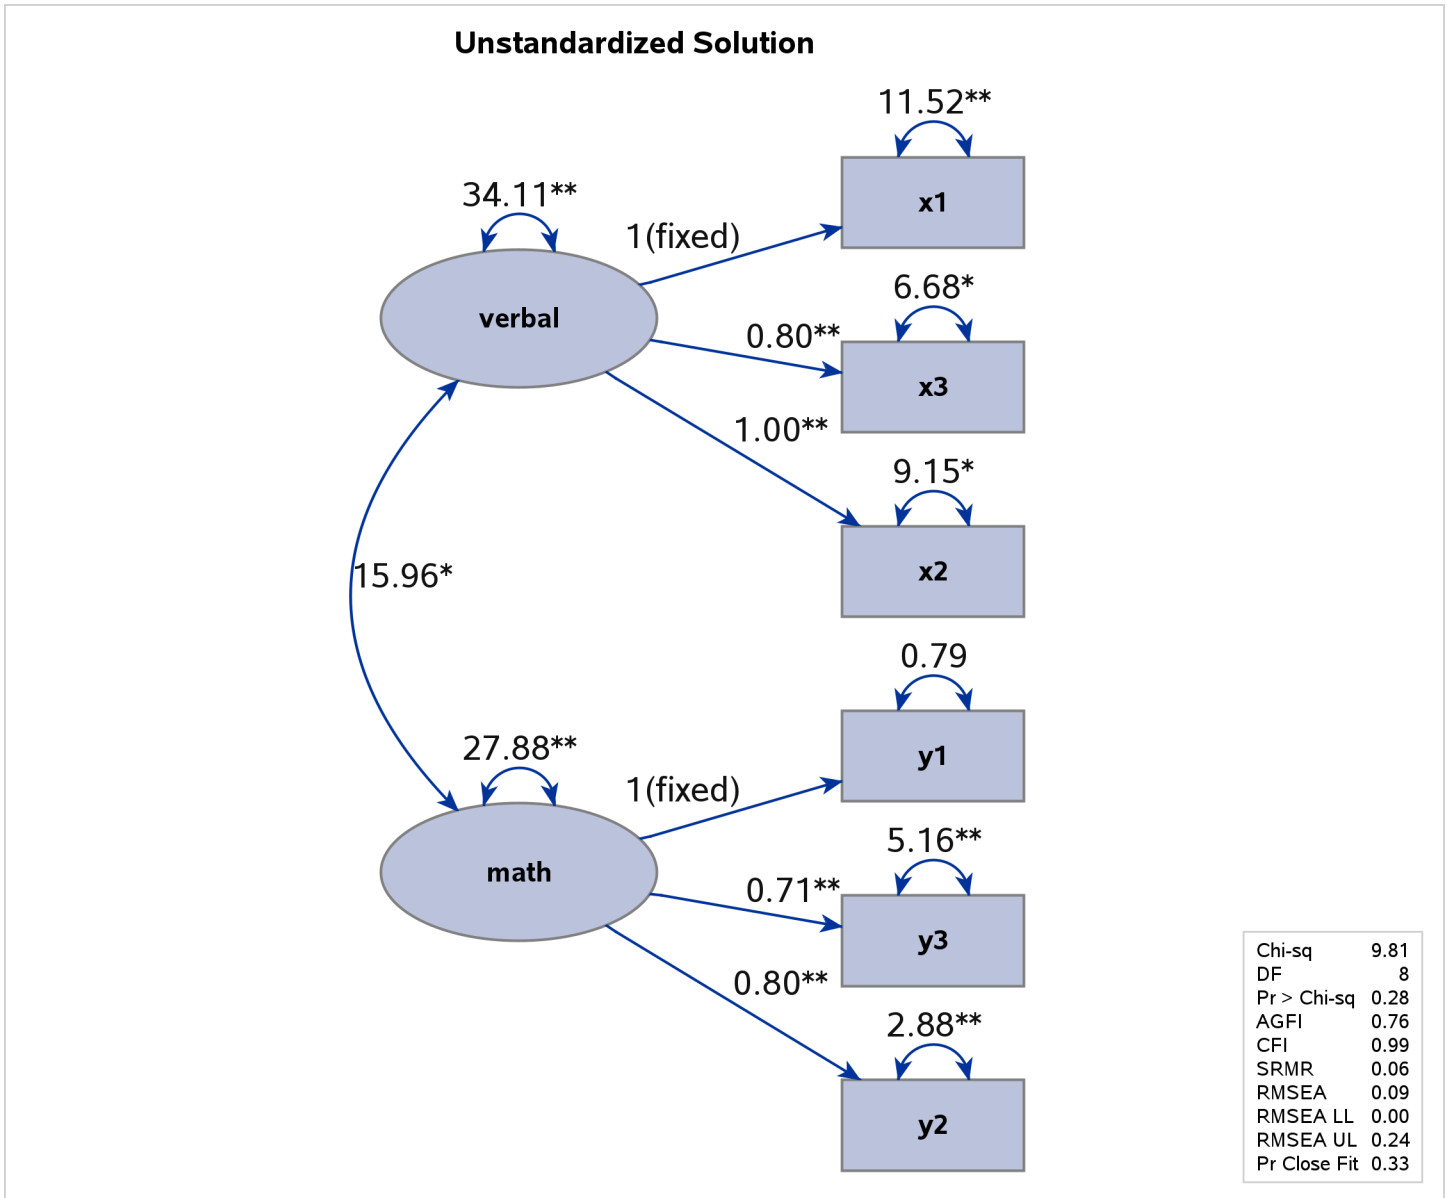 Unstandardized Solution
11.52**
x1
34.11**
1(fixed)
verbal
6.68*
0.80**
x3
1.00**
9.15*
x2
15.96*
0.79
y1
27.88**
1(fixed)
math
5.16**
0.71**
y3
0.80**
2.88**
y2
Chi-sq 9.81
DF 8
Pr > Chi-sq 0.28
AGFI 0.76
CFI 0.99
SRMR 0.06
RMSEA 0.09
RMSEA LL 0.00
RMSEA UL 0.24
Pr Close Fit 0.33